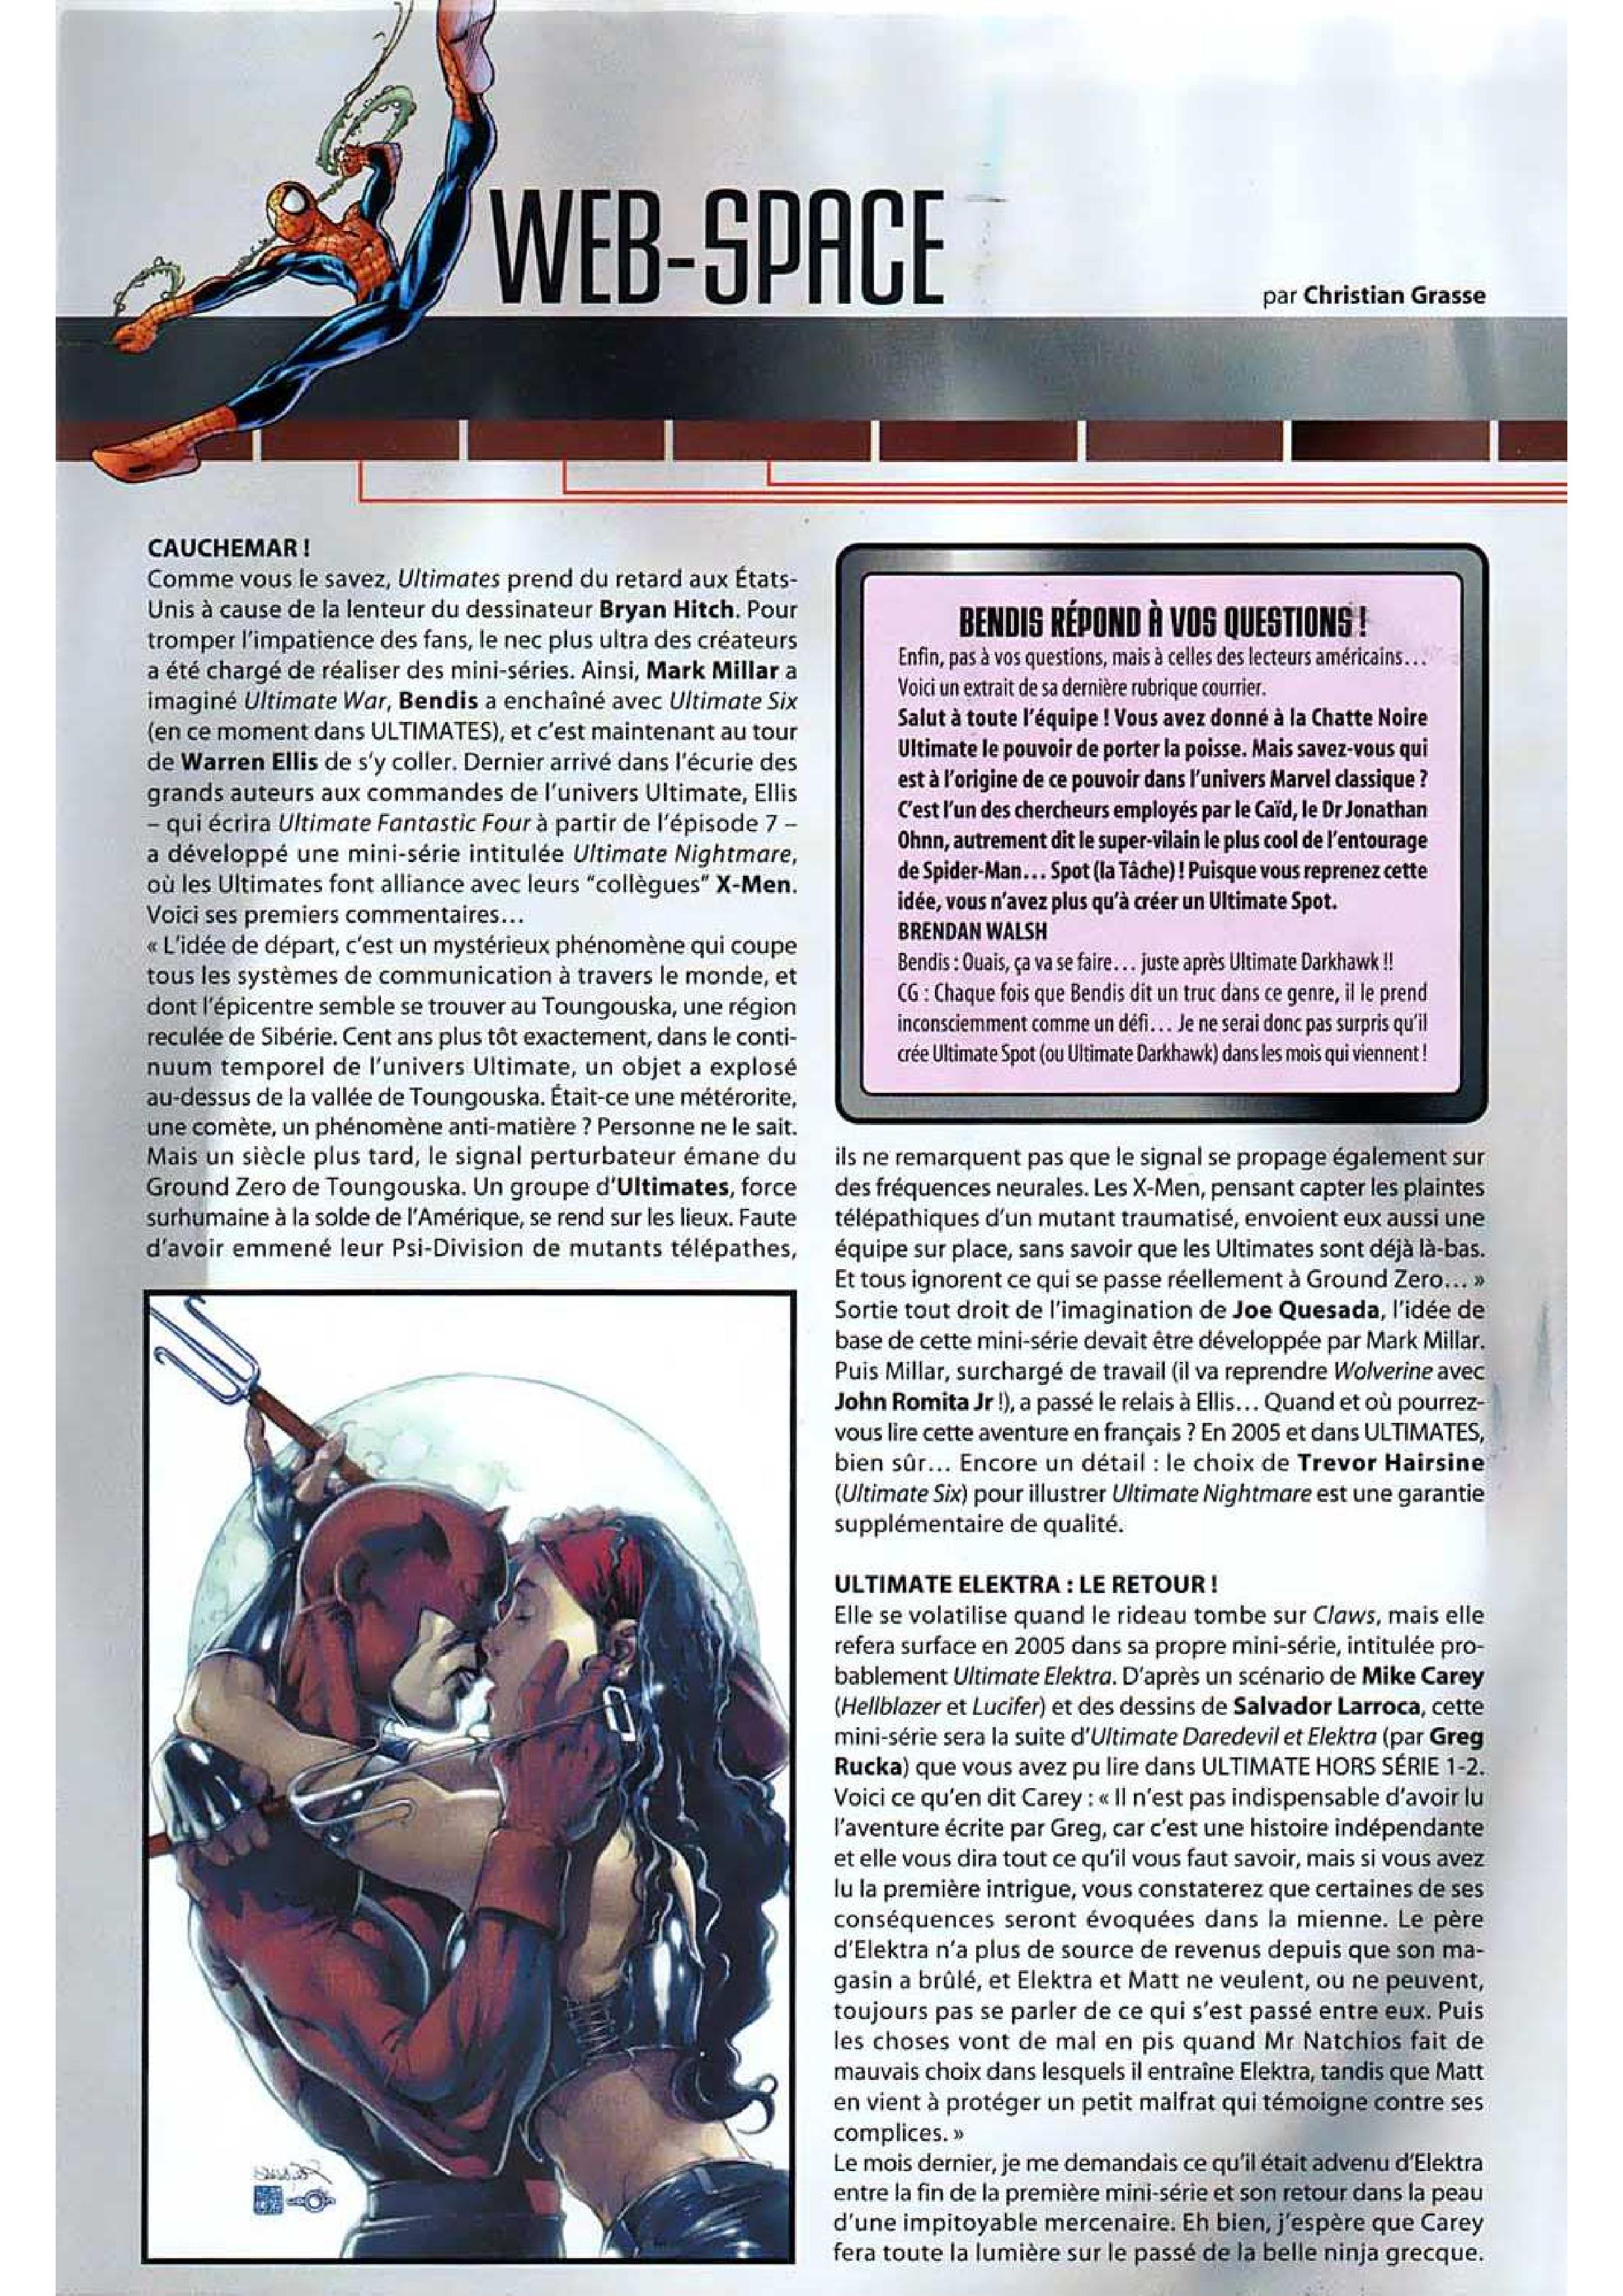 WEB-SPACE
par Christian Grasse
CAUCHEMAR !
Comme vous le savez, Ultimates prend du retard aux États-
Unis à cause de la lenteur du dessinateur Bryan Hitch. Pour
tromper l'impatience des fans, le nec plus ultra des créateurs
a été chargé de réaliser des mini-séries. Ainsi, Mark Millar a
imaginé Ultimate War, Bendis a enchaîné avec Ultimate Six
(en ce moment dans ULTIMATES), et c'est maintenant au tour
de Warren Ellis de s'y coller. Dernier arrivé dans l'écurie des
grands auteurs aux commandes de l'univers Ultimate, Ellis
– qui écrira Ultimate Fantastic Four à partir de l'épisode 7 –
a développé une mini-série intitulée Ultimate Nightmare,
où les Ultimates font alliance avec leurs "collègues" X-Men.
Voici ses premiers commentaires...
« L'idée de départ, c'est un mystérieux phénomène qui coupe
tous les systèmes de communication à travers le monde, et
dont l'épicentre semble se trouver au Toungouska, une région
reculée de Sibérie. Cent ans plus tôt exactement, dans le conti-
nuum temporel de l'univers Ultimate, un objet a explosé
au-dessus de la vallée de Toungouska. Était-ce une métérorite,
une comète, un phénomène anti-matière ? Personne ne le sait.
Mais un siècle plus tard, le signal perturbateur émane du
Ground Zero de Toungouska. Un groupe d'Ultimates, force
surhumaine à la solde de l'Amérique, se rend sur les lieux. Faute
d'avoir emmené leur Psi-Division de mutants télépathes,
BENDIS RÉPOND À VOS QUESTIONS !
Enfin, pas à vos questions, mais à celles des lecteurs américains...
Voici un extrait de sa dernière rubrique courrier.
Salut à toute l'équipe ! Vous avez donné à la Chatte Noire
Ultimate le pouvoir de porter la poisse. Mais savez-vous qui
est à l'origine de ce pouvoir dans l'univers Marvel classique ?
C'est l'un des chercheurs employés par le Caïd, le Dr Jonathan
Ohnn, autrement dit le super-vilain le plus cool de l'entourage
de Spider-Man... Spot (la Tâche) ! Puisque vous reprenez cette
idée, vous n'avez plus qu'à créer un Ultimate Spot.
BRENDAN WALSH
Bendis : Ouais, ça va se faire... juste après Ultimate Darkhawk !!
CG : Chaque fois que Bendis dit un truc dans ce genre, il le prend
inconsciemment comme un défi... Je ne serai donc pas surpris qu'il
crée Ultimate Spot (ou Ultimate Darkhawk) dans les mois qui viennent !
ils ne remarquent pas que le signal se propage également sur
des fréquences neurales. Les X-Men, pensant capter les plaintes
télépathiques d'un mutant traumatisé, envoient eux aussi une
équipe sur place, sans savoir que les Ultimates sont déjà là-bas.
Et tous ignorent ce qui se passe réellement à Ground Zero... »
Sortie tout droit de l'imagination de Joe Quesada, l'idée de
base de cette mini-série devait être développée par Mark Millar.
Puis Millar, surchargé de travail (il va reprendre Wolverine avec
John Romita Jr !), a passé le relais à Ellis... Quand et où pourrez-
vous lire cette aventure en français ? En 2005 et dans ULTIMATES,
bien sûr... Encore un détail : le choix de Trevor Hairsine
(Ultimate Six) pour illustrer Ultimate Nightmare est une garantie
supplémentaire de qualité.
ULTIMATE ELEKTRA : LE RETOUR !
Elle se volatilise quand le rideau tombe sur Claws, mais elle
refera surface en 2005 dans sa propre mini-série, intitulée pro-
bablement Ultimate Elektra. D'après un scénario de Mike Carey
(Hellblazer et Lucifer) et des dessins de Salvador Larroca, cette
mini-série sera la suite d'Ultimate Daredevil et Elektra (par Greg
Rucka) que vous avez pu lire dans ULTIMATE HORS SÉRIE 1-2.
Voici ce qu'en dit Carey : « Il n'est pas indispensable d'avoir lu
l'aventure écrite par Greg, car c'est une histoire indépendante
et elle vous dira tout ce qu'il vous faut savoir, mais si vous avez
lu la première intrigue, vous constaterez que certaines de ses
conséquences seront évoquées dans la mienne. Le père
d'Elektra n'a plus de source de revenus depuis que son ma-
gasin a brûlé, et Elektra et Matt ne veulent, ou ne peuvent,
toujours pas se parler de ce qui s'est passé entre eux. Puis
les choses vont de mal en pis quand Mr Natchios fait de
mauvais choix dans lesquels il entraîne Elektra, tandis que Matt
en vient à protéger un petit malfrat qui témoigne contre ses
complices. »
Le mois dernier, je me demandais ce qu'il était advenu d'Elektra
entre la fin de la première mini-série et son retour dans la peau
d'une impitoyable mercenaire. Eh bien, j'espère que Carey
fera toute la lumière sur le passé de la belle ninja grecque.